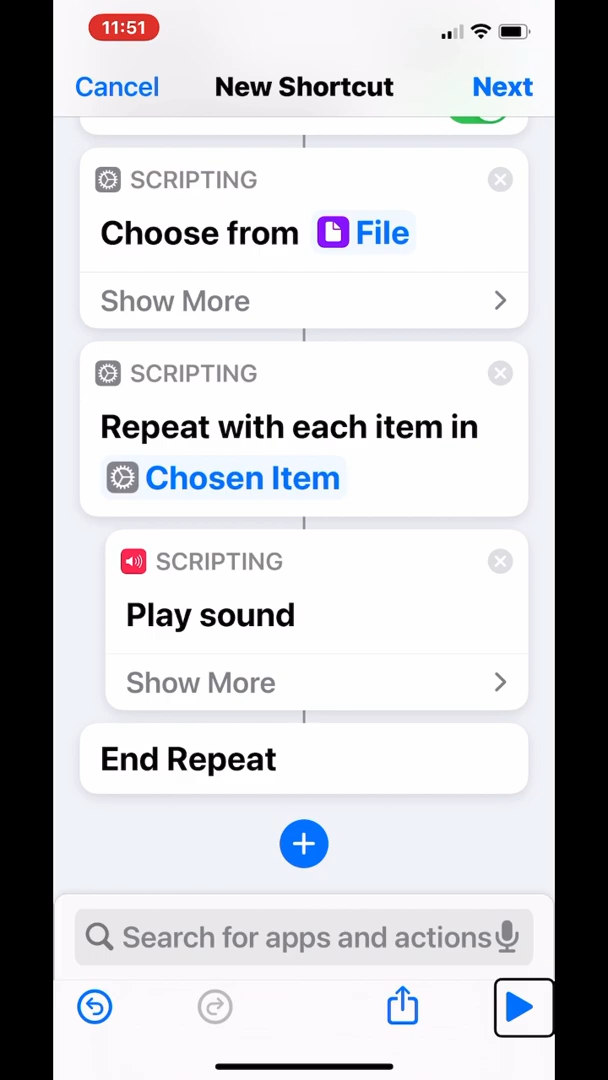 11:51
Cancel New Shortcut Next
SCRIPTING
Choose from File
Show More
SCRIPTING
Repeat with each item in
Chosen Item
SCRIPTING
Play sound
Show More
End Repeat
Search for apps and actions